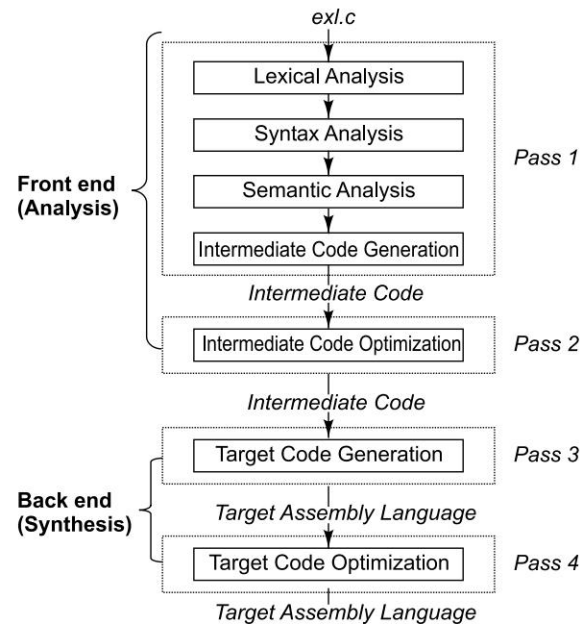 exl.c
Lexical Analysis
Syntax Analysis
Pass 1
Front end
(Analysis)
Semantic Analysis
Intermediate Code Generation
Intermediate Code
Intermediate Code Optimization
Pass 2
Intermediate Code
Target Code Generation
Pass 3
Back end
(Synthesis)
Target Assembly Language
Target Code Optimization
Pass 4
Target Assembly Language